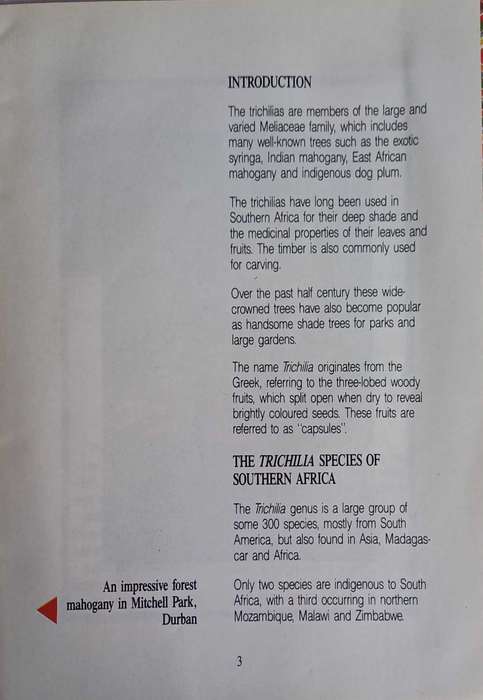 INTRODUCTION
The trichilias are members of the large and
varied Meliaceae family, which includes
many well-known trees such as the exotic
syringa, Indian mahogany, East African
mahogany and indigenous dog plum.
The trichilias have long been used in
Southern Africa for their deep shade and
the medicinal properties of their leaves and
fruits. The timber is also commonly used
for carving.
Over the past half century these wide-
crowned trees have also become popular
as handsome shade trees for parks and
large gardens.
The name Trichilia originates from the
Greek, referring to the three-lobed woody
fruits, which split open when dry to reveal
brightly coloured seeds. These fruits are
referred to as "capsules".
THE TRICHILIA SPECIES OF
SOUTHERN AFRICA
The Trichilia genus is a large group of
some 300 species, mostly from South
America, but also found in Asia, Madagas-
car and Africa.
Only two species are indigenous to South
Africa, with a third occurring in northern
Mozambique, Malawi and Zimbabwe.
An impressive forest
mahogany in Mitchell Park,
Durban
3